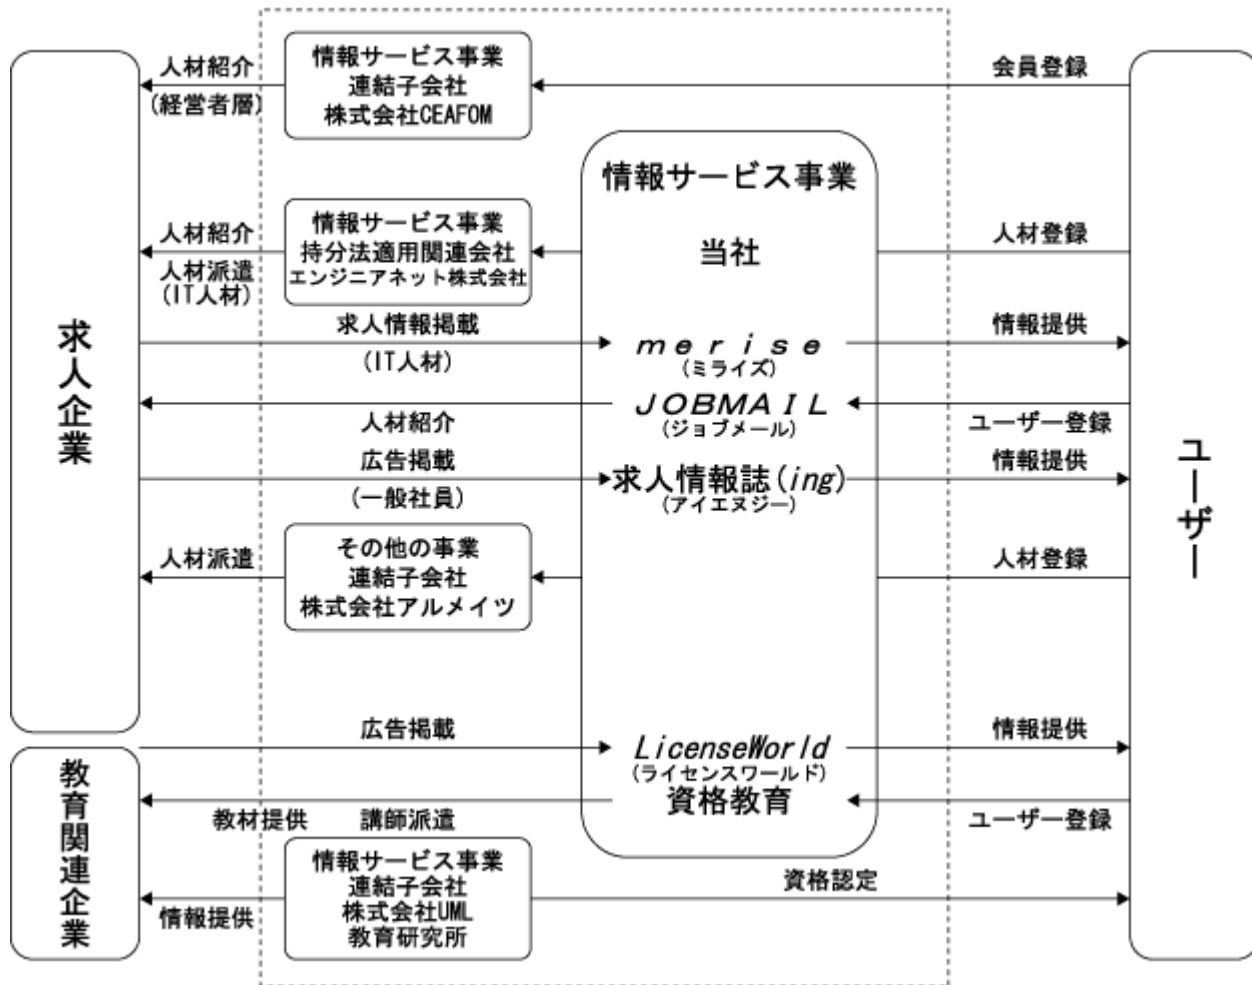 人材紹介
(経営者層)
情報サービス事業
連結子会社
株式会社CEAFOM
会員登録
情報サービス事業
当社
人材紹介
人材派遣
(IT人材)
情報サービス事業
持分法適用関連会社
エンジニアネット株式会社
人材登録
求人企業
求人情報掲載
(IT人材)
merise
(ミライズ)
情報提供
人材紹介
JOBMAIL
(ジョブメール)
ユーザー登録
広告掲載
(一般社員)
求人情報誌(ing)
(アイエヌジー)
情報提供
ユーザー
人材派遣
その他の事業
連結子会社
株式会社アルメイツ
人材登録
広告掲載
LicenseWorld
(ライセンスワールド)
資格教育
情報提供
教育関連企業
教材提供 講師派遣
ユーザー登録
情報提供
情報サービス事業
連結子会社
株式会社UML
教育研究所
資格認定